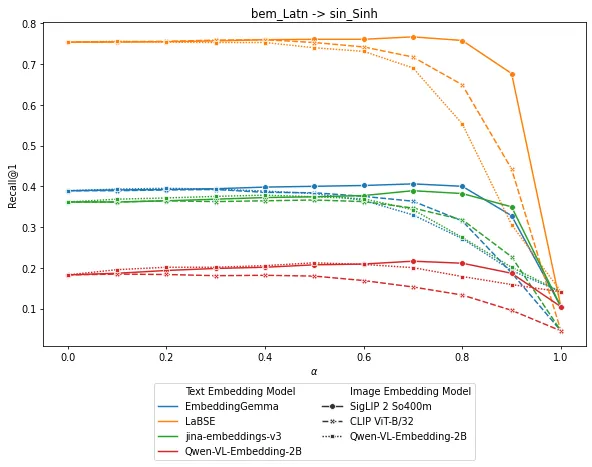 bem_Latn -> sin_Sinh
0.8
0.7
0.6
0.5
0.4
0.3
0.2
0.1
Recall@1
0.0 0.2 0.4 0.6 0.8 1.0
α
Text Embedding Model Image Embedding Model
EmbeddingGemma SigLIP 2 So400m
LaBSE CLIP ViT-B/32
jina-embeddings-v3 Qwen-VL-Embedding-2B
Qwen-VL-Embedding-2B